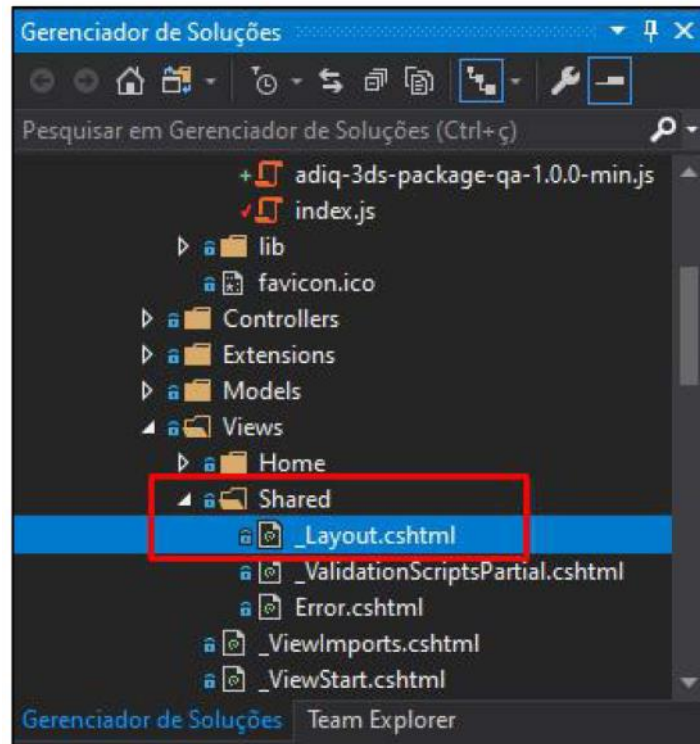 Gerenciador de Soluções
Pesquisar em Gerenciador de Soluções (Ctrl+ç)
adiq-3ds-package-qa-1.0.0-min.js
index.js
lib
favicon.ico
Controllers
Extensions
Models
Views
Home
Shared
_Layout.cshtml
_ValidationScriptsPartial.cshtml
Error.cshtml
_ViewImports.cshtml
_ViewStart.cshtml
Gerenciador de Soluções Team Explorer